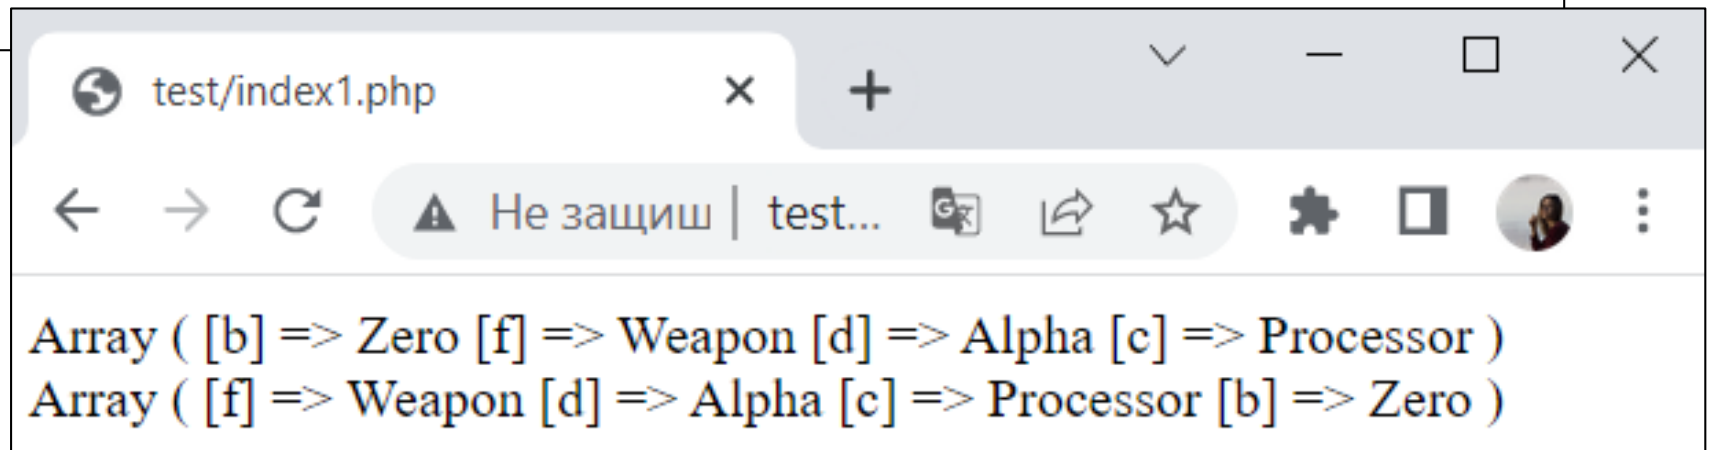 test/index1.php
Не защищ | test...
Array ( [b] => Zero [f] => Weapon [d] => Alpha [c] => Processor )
Array ( [f] => Weapon [d] => Alpha [c] => Processor [b] => Zero )